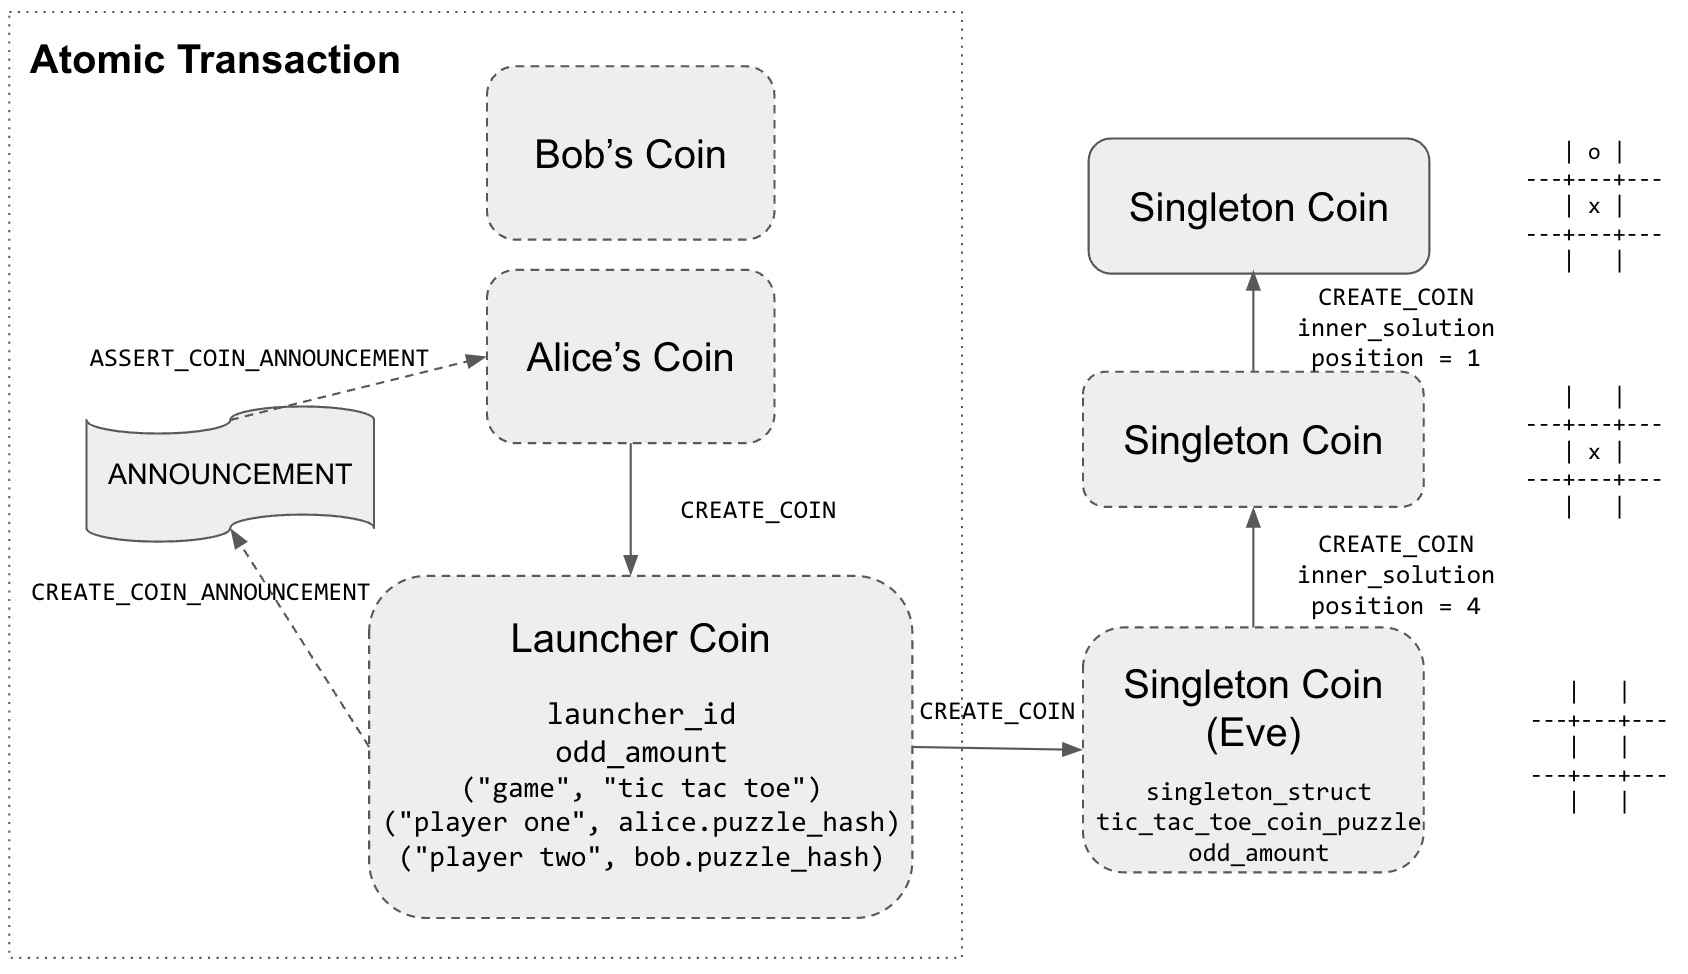 Atomic Transaction
Bob’s Coin
Alice’s Coin
ASSERT_COIN_ANNOUNCEMENT
ANNOUNCEMENT
CREATE_COIN
CREATE_COIN_ANNOUNCEMENT
Launcher Coin
launcher_id
odd_amount
("game", "tic tac toe")
("player one", alice.puzzle_hash)
("player two", bob.puzzle_hash)
CREATE_COIN
Singleton Coin
CREATE_COIN
inner_solution
position = 1
Singleton Coin
CREATE_COIN
inner_solution
position = 4
Singleton Coin
(Eve)
singleton_struct
tic_tac_toe_coin_puzzle
odd_amount
| o |
---+---+---
| x |
---+---+---
| |
| |
---+---+---
| x |
---+---+---
| |
| |
---+---+---
| |
---+---+---
| |